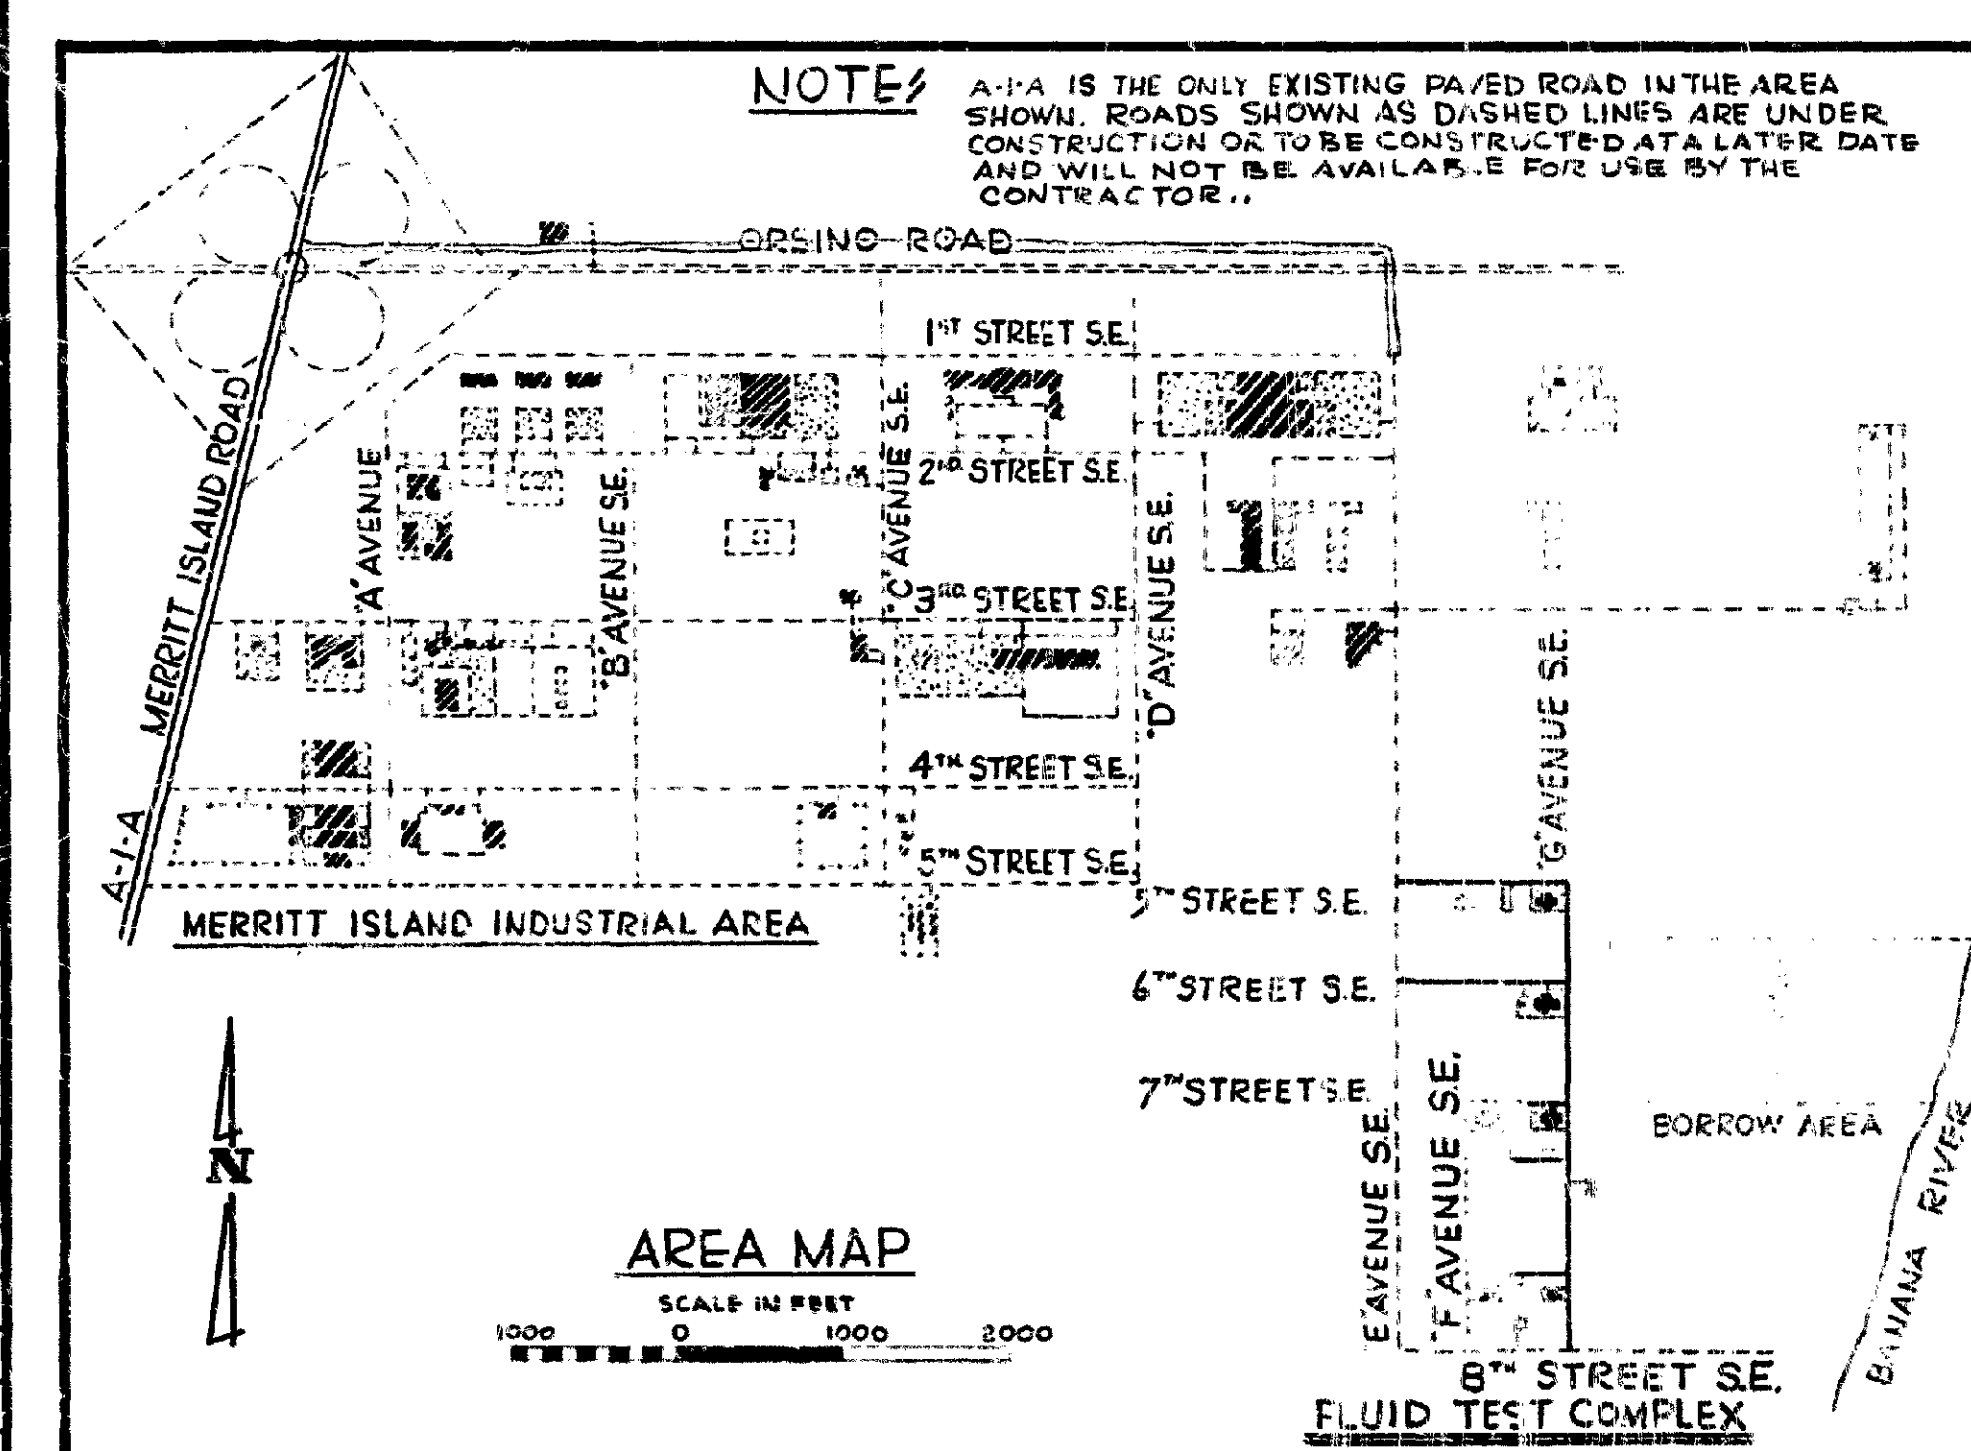 NOTE:
A-1-A IS THE ONLY EXISTING PAVED ROAD IN THE AREA
SHOWN. ROADS SHOWN AS DASHED LINES ARE UNDER
CONSTRUCTION OR TO BE CONSTRUCTED AT A LATER DATE
AND WILL NOT BE AVAILABLE FOR USE BY THE
CONTRACTOR..
ORSINO ROAD
1ST STREET S.E.
2ND STREET S.E.
3RD STREET S.E.
4TH STREET S.E.
5TH STREET S.E.
MERRITT ISLAND ROAD
A-1-A
"A" AVENUE
"B" AVENUE S.E.
"C" AVENUE S.E.
"D" AVENUE S.E.
"G" AVENUE S.E.
MERRITT ISLAND INDUSTRIAL AREA
5TH STREET S.E.
6TH STREET S.E.
7TH STREET S.E.
E AVENUE S.E.
"F" AVENUE S.E.
BORROW AREA
BANANA RIVER
N
AREA MAP
SCALE IN FEET
1000 0 1000 2000
8TH STREET S.E.
FLUID TEST COMPLEX